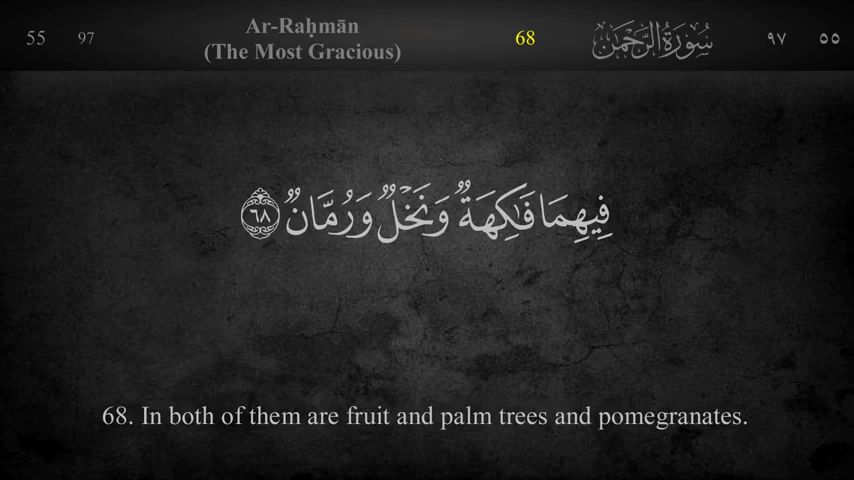 55 97 Ar-Raḥmān 68 سُورَةُ الرَّحْمَٰن ٩٧ ٥٥
(The Most Gracious)
فِيهِمَا فَـٰكِهَةٌ وَنَخْلٌ وَرُمَّانٌ ٦٨
68. In both of them are fruit and palm trees and pomegranates.